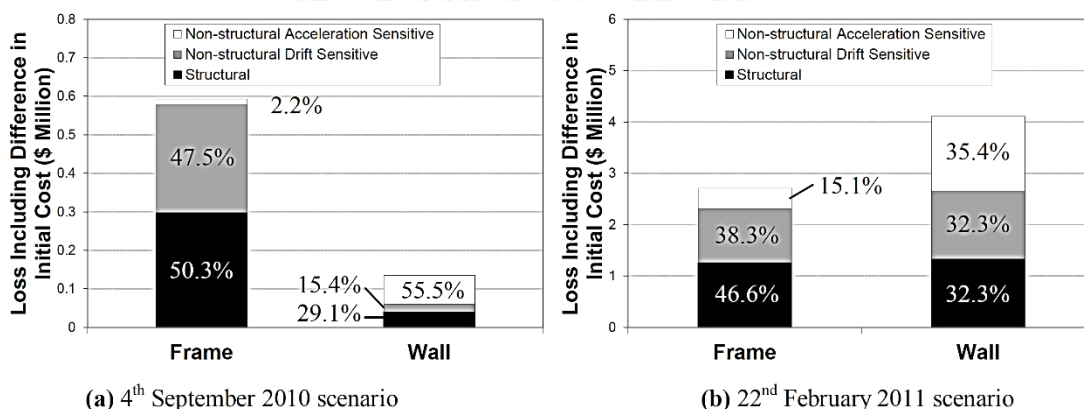 Loss Including Difference in
Initial Cost ($ Million)
0.8
0.7
0.6
0.5
0.4
0.3
0.2
0.1
0
Non-structural Acceleration Sensitive
Non-structural Drift Sensitive
Structural
2.2%
47.5%
50.3%
15.4%
29.1%
55.5%
Frame
Wall
(a) 4th September 2010 scenario
Loss Including Difference in
Initial Cost ($ Million)
6
5
4
3
2
1
0
Non-structural Acceleration Sensitive
Non-structural Drift Sensitive
Structural
15.1%
38.3%
46.6%
35.4%
32.3%
32.3%
Frame
Wall
(b) 22nd February 2011 scenario